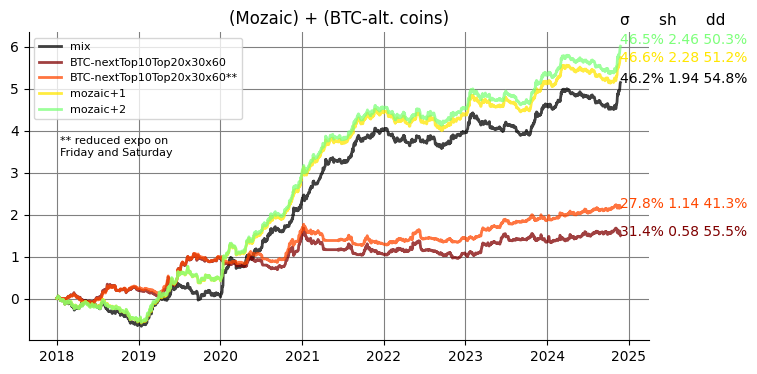 (Mozaic) + (BTC-alt. coins)
σ sh dd
46.5% 2.46 50.3%
46.6% 2.28 51.2%
46.2% 1.94 54.8%
27.8% 1.14 41.3%
31.4% 0.58 55.5%
mix
BTC-nextTop10Top20x30x60
BTC-nextTop10Top20x30x60**
mozaic+1
mozaic+2
** reduced expo on
Friday and Saturday
6
5
4
3
2
1
0
2018 2019 2020 2021 2022 2023 2024 2025